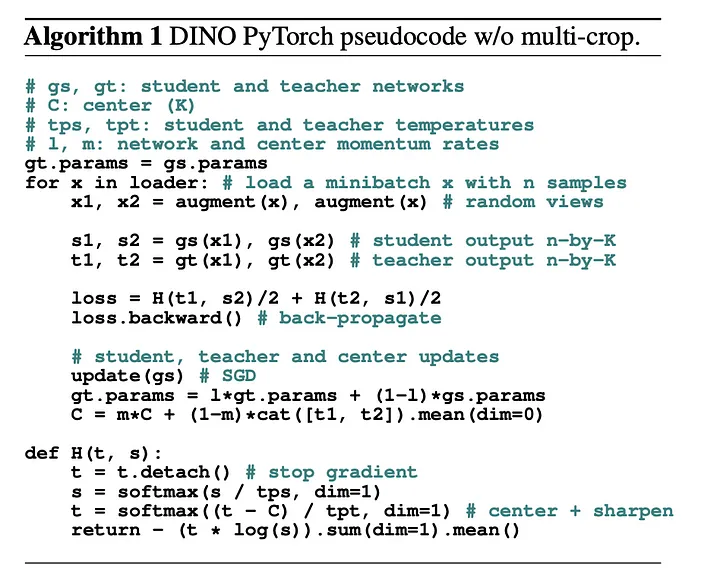 Algorithm 1 DINO PyTorch pseudocode w/o multi-crop.
# gs, gt: student and teacher networks
# C: center (K)
# tps, tpt: student and teacher temperatures
# l, m: network and center momentum rates
gt.params = gs.params
for x in loader: # load a minibatch x with n samples
    x1, x2 = augment(x), augment(x) # random views
    s1, s2 = gs(x1), gs(x2) # student output n-by-K
    t1, t2 = gt(x1), gt(x2) # teacher output n-by-K
    loss = H(t1, s2)/2 + H(t2, s1)/2
    loss.backward() # back-propagate
    # student, teacher and center updates
    update(gs) # SGD
    gt.params = l*gt.params + (1-l)*gs.params
    C = m*C + (1-m)*cat([t1, t2]).mean(dim=0)
def H(t, s):
    t = t.detach() # stop gradient
    s = softmax(s / tps, dim=1)
    t = softmax((t - C) / tpt, dim=1) # center + sharpen
    return - (t * log(s)).sum(dim=1).mean()